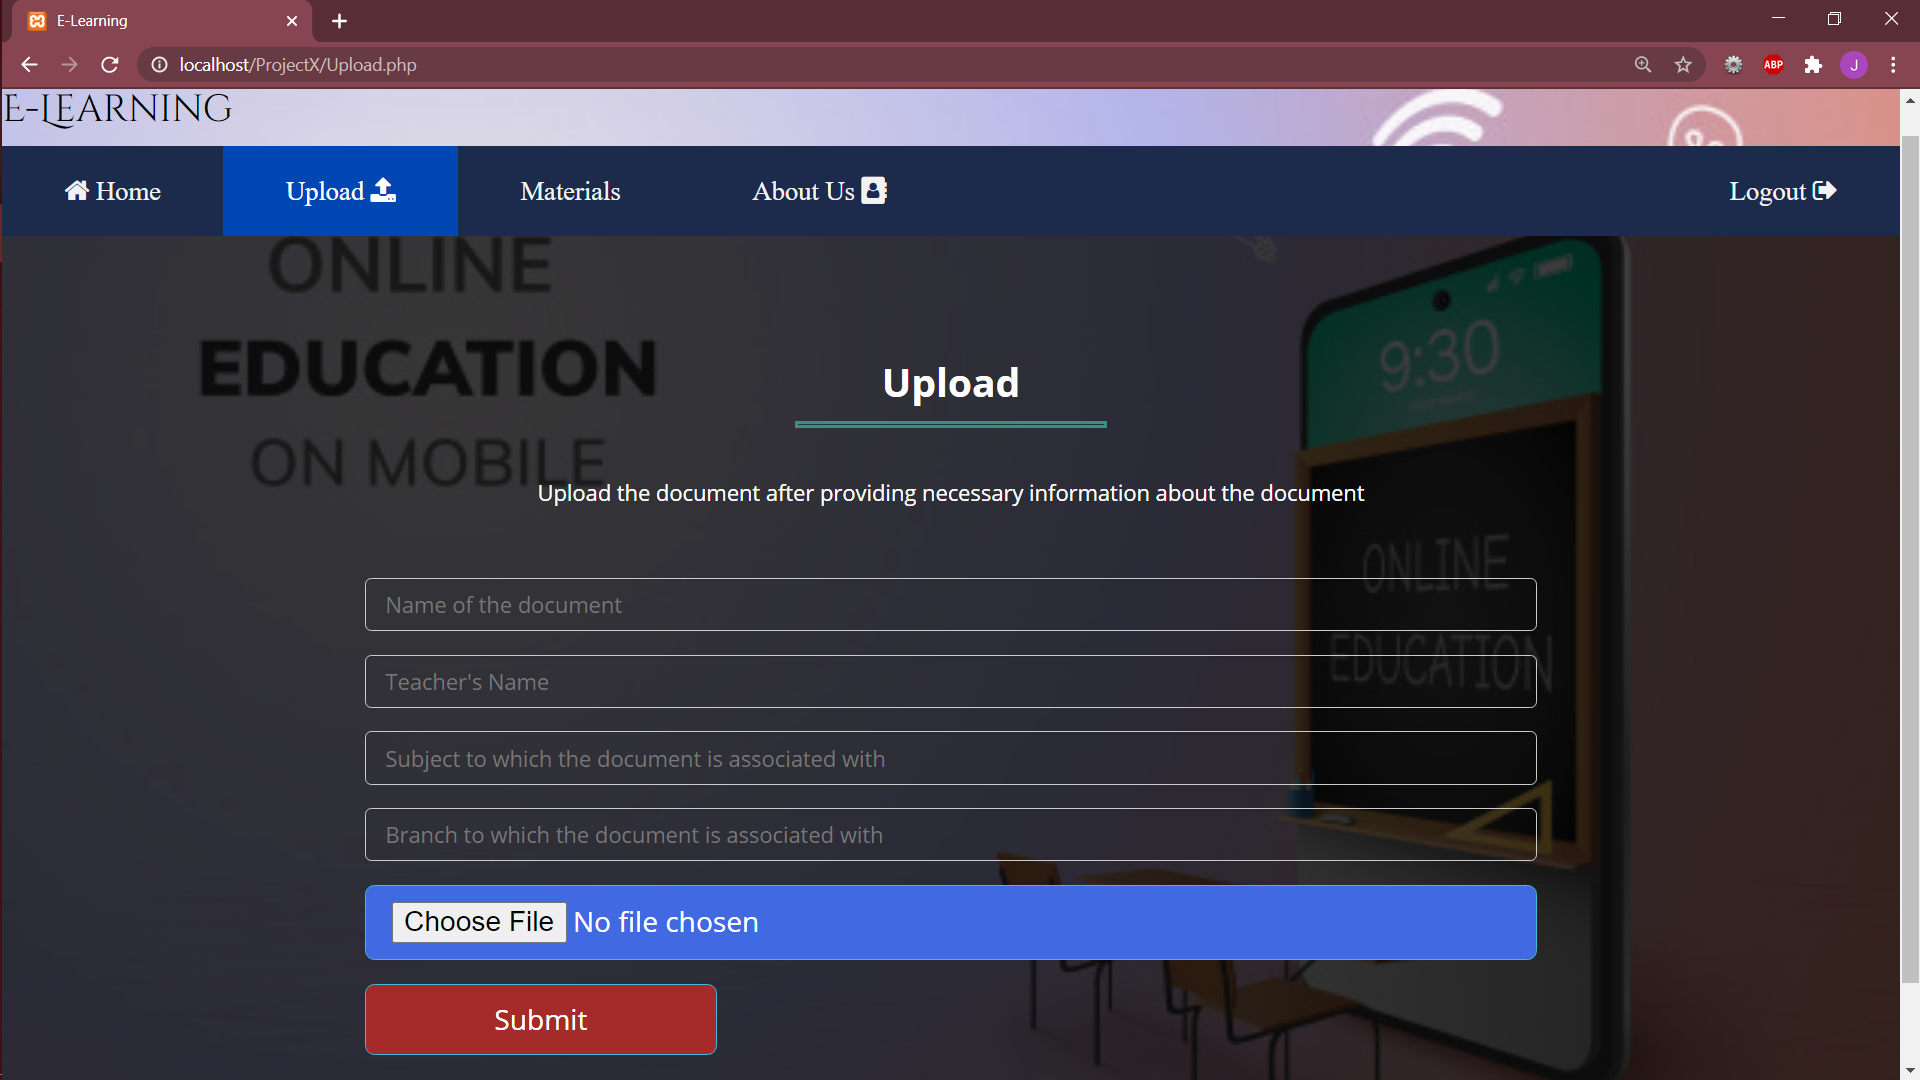 E-Learning
localhost/ProjectX/Upload.php
ABP
J
E-Learning
Home
Upload
Materials
About Us
Logout
ONLINE
EDUCATION
ON MOBILE
9:30
Upload
Upload the document after providing necessary information about the document
ONLINE
EDUCATION
Name of the document
Teacher's Name
Subject to which the document is associated with
Branch to which the document is associated with
Choose File No file chosen
Submit